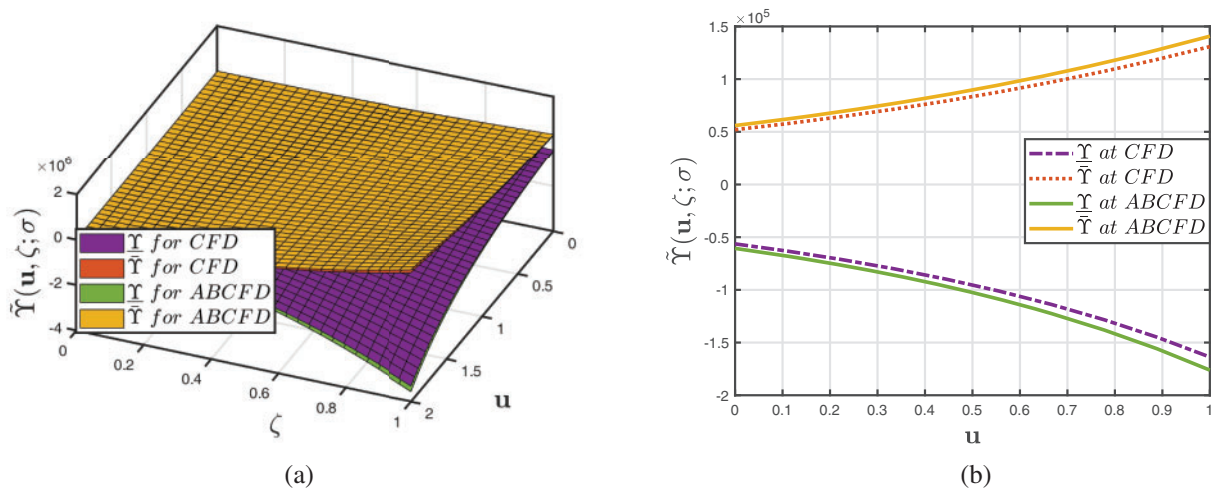 ×10⁶
2
0
-2
-4
Υ̃(u, ζ; σ)
Υ for CFD
Ῡ for CFD
Υ for ABCFD
Ῡ for ABCFD
0
0.2
0.4
0.6
0.8
1
ζ
0
0.5
1
1.5
2
u
(a)
×10⁵
1.5
1
0.5
0
-0.5
-1
-1.5
-2
Υ̃(u, ζ; σ)
Υ at CFD
Ῡ at CFD
Υ at ABCFD
Ῡ at ABCFD
0 0.1 0.2 0.3 0.4 0.5 0.6 0.7 0.8 0.9 1
u
(b)